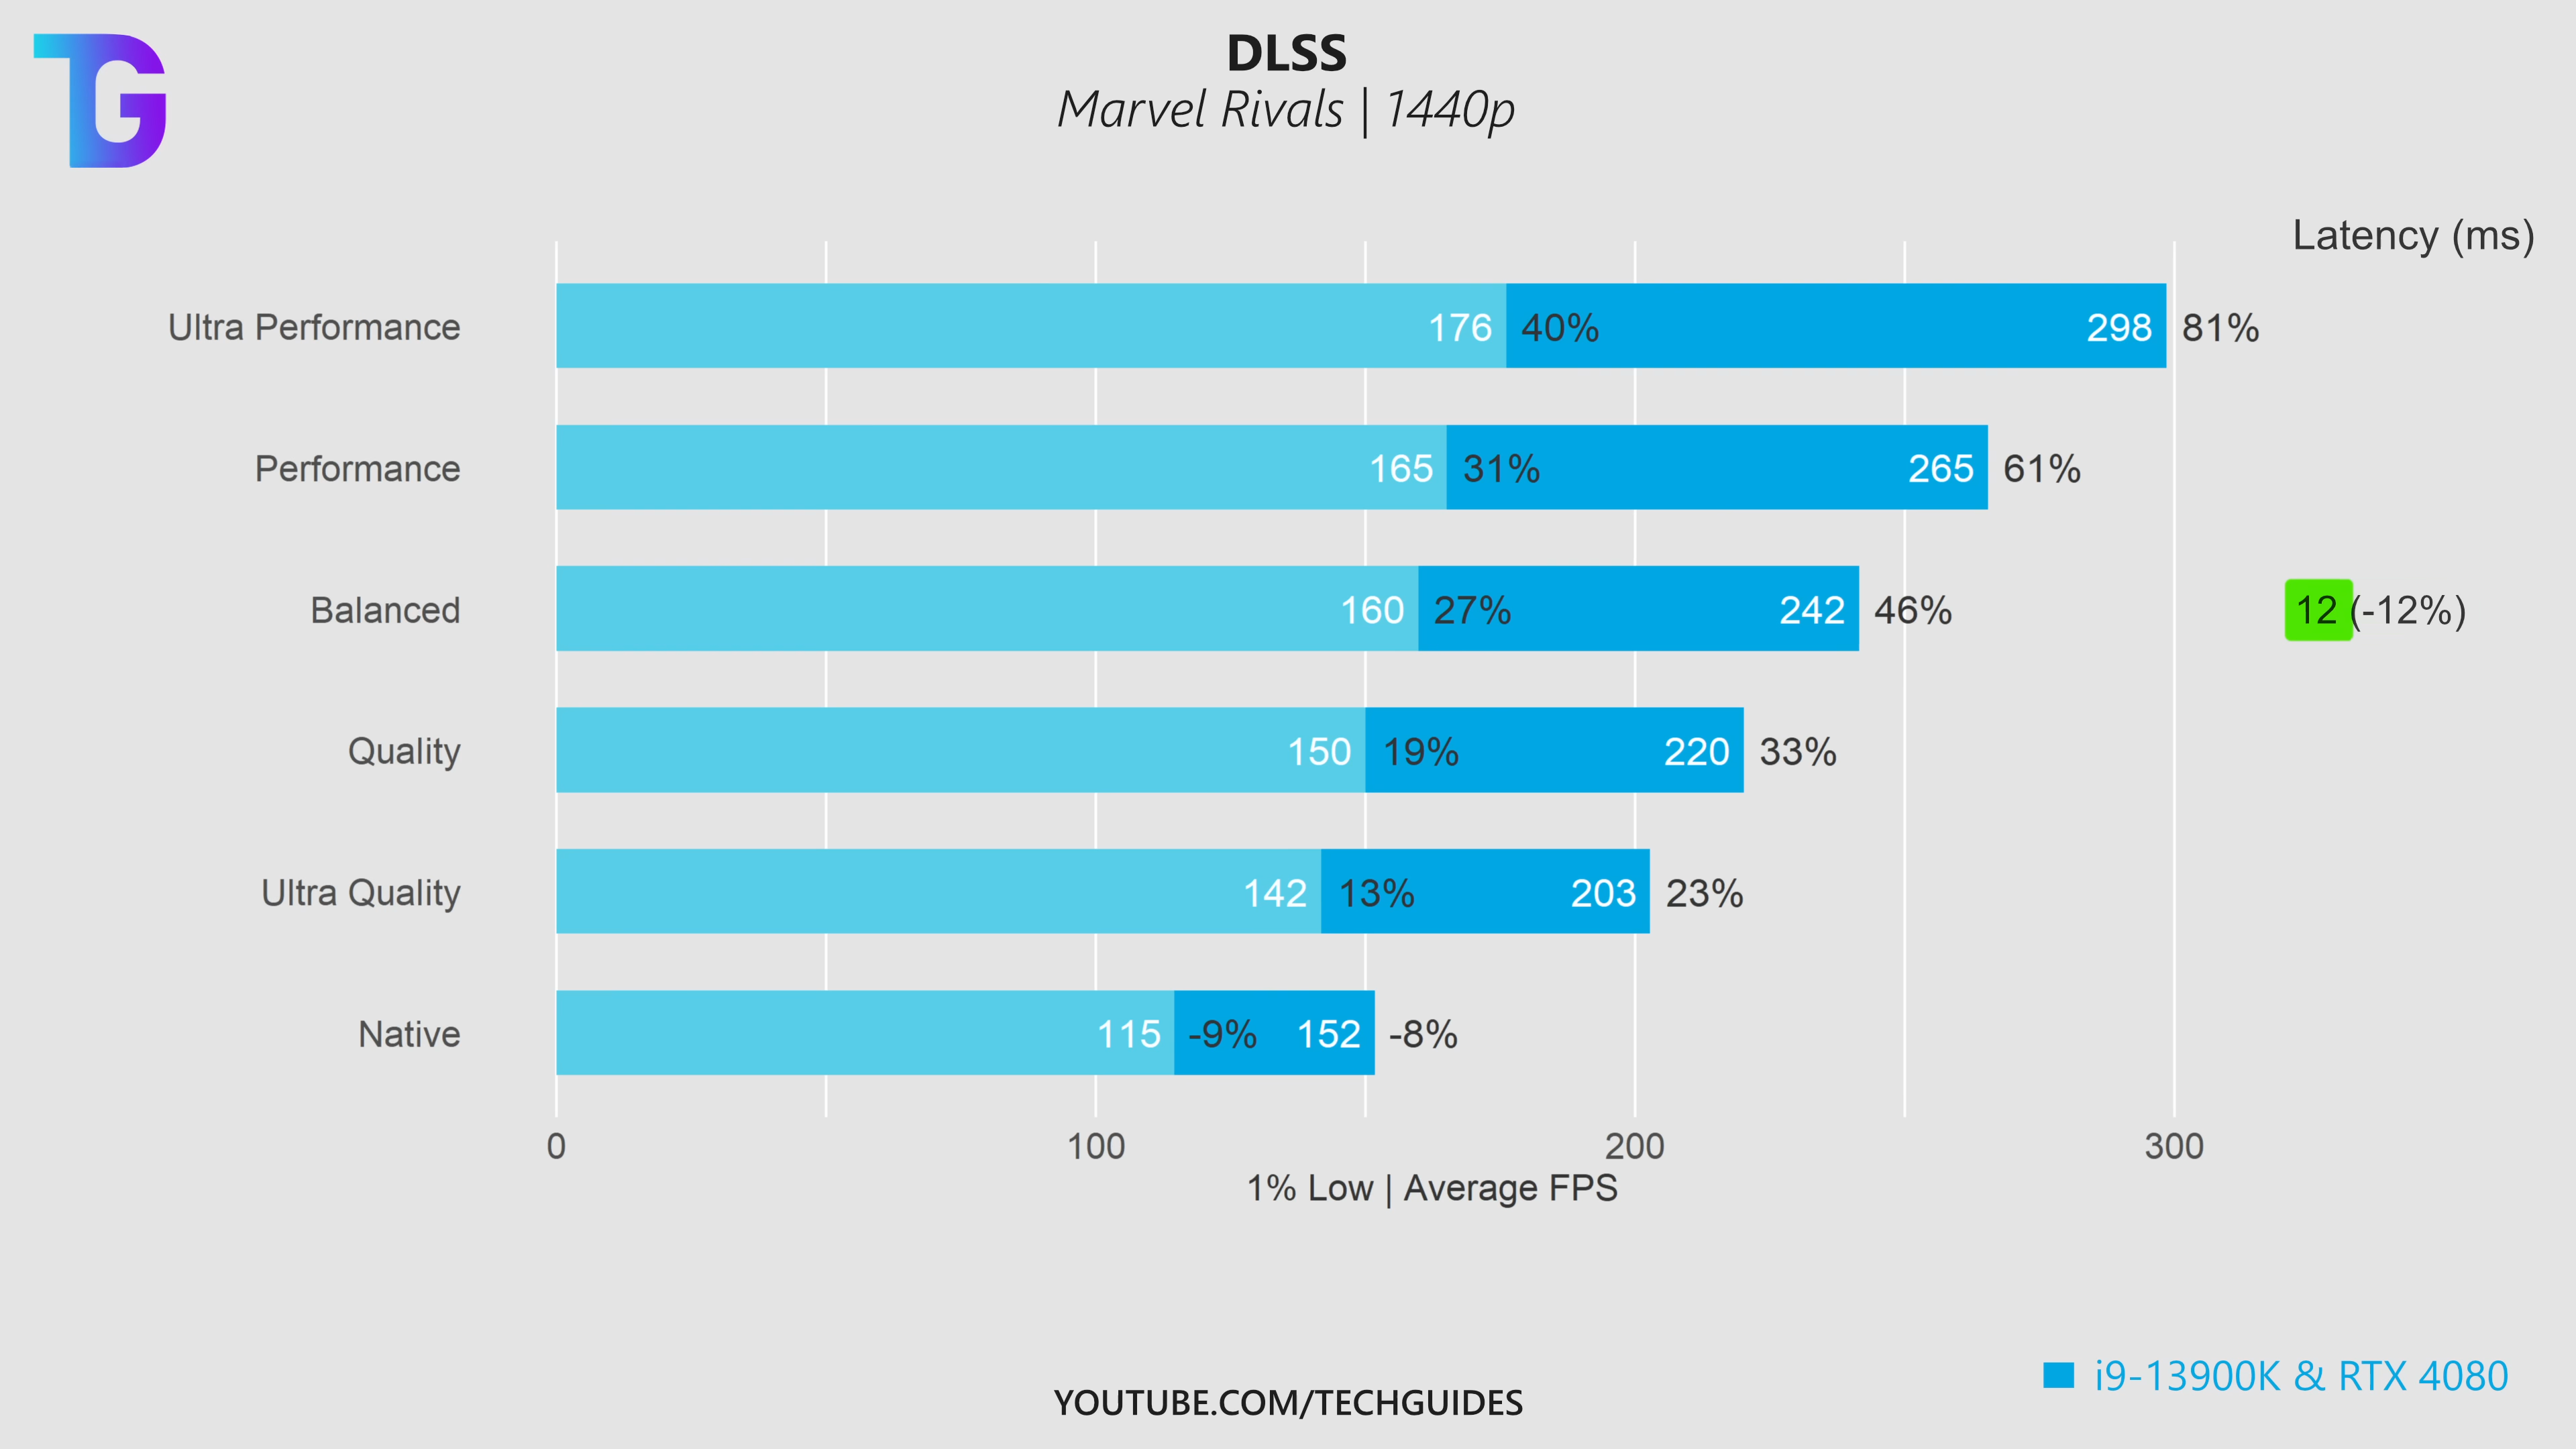 TG
DLSS
Marvel Rivals | 1440p
Latency (ms)
Ultra Performance 176 40% 298 81%
Performance 165 31% 265 61%
Balanced 160 27% 242 46% 12 (-12%)
Quality 150 19% 220 33%
Ultra Quality 142 13% 203 23%
Native 115 -9% 152 -8%
0 100 200 300
1% Low | Average FPS
i9-13900K & RTX 4080
YOUTUBE.COM/TECHGUIDES